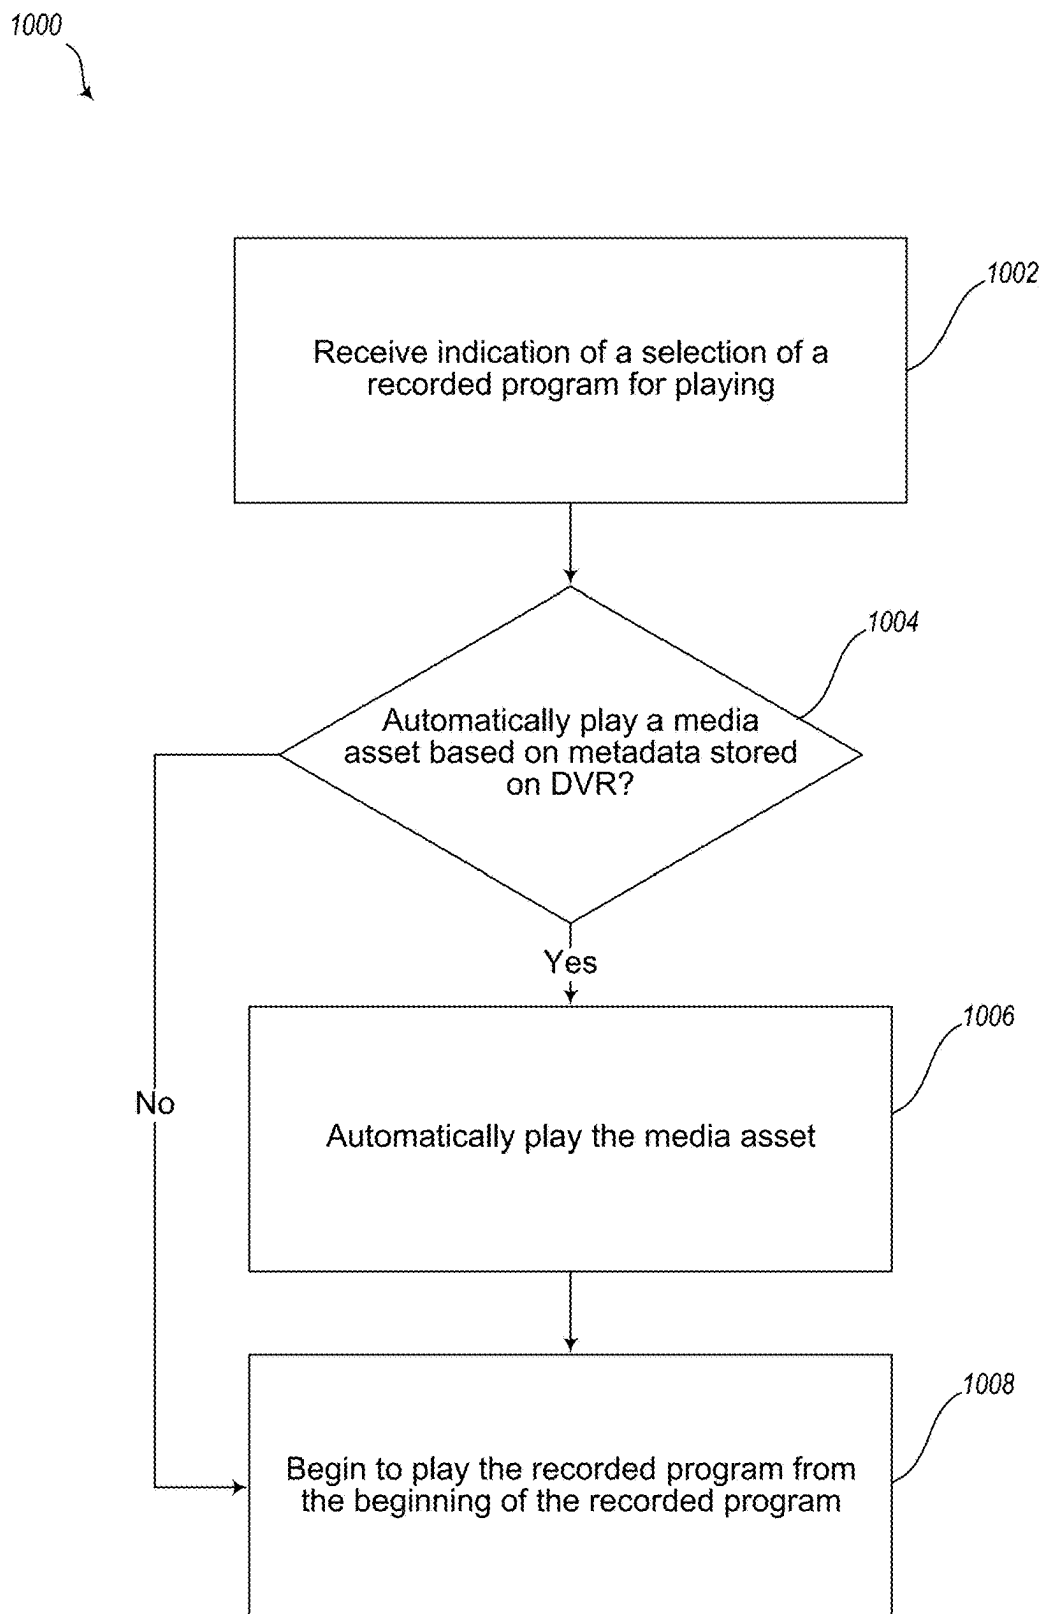 1000
1002
Receive indication of a selection of a
recorded program for playing
1004
Automatically play a media
asset based on metadata stored
on DVR?
Yes
1006
No
Automatically play the media asset
1008
Begin to play the recorded program from
the beginning of the recorded program